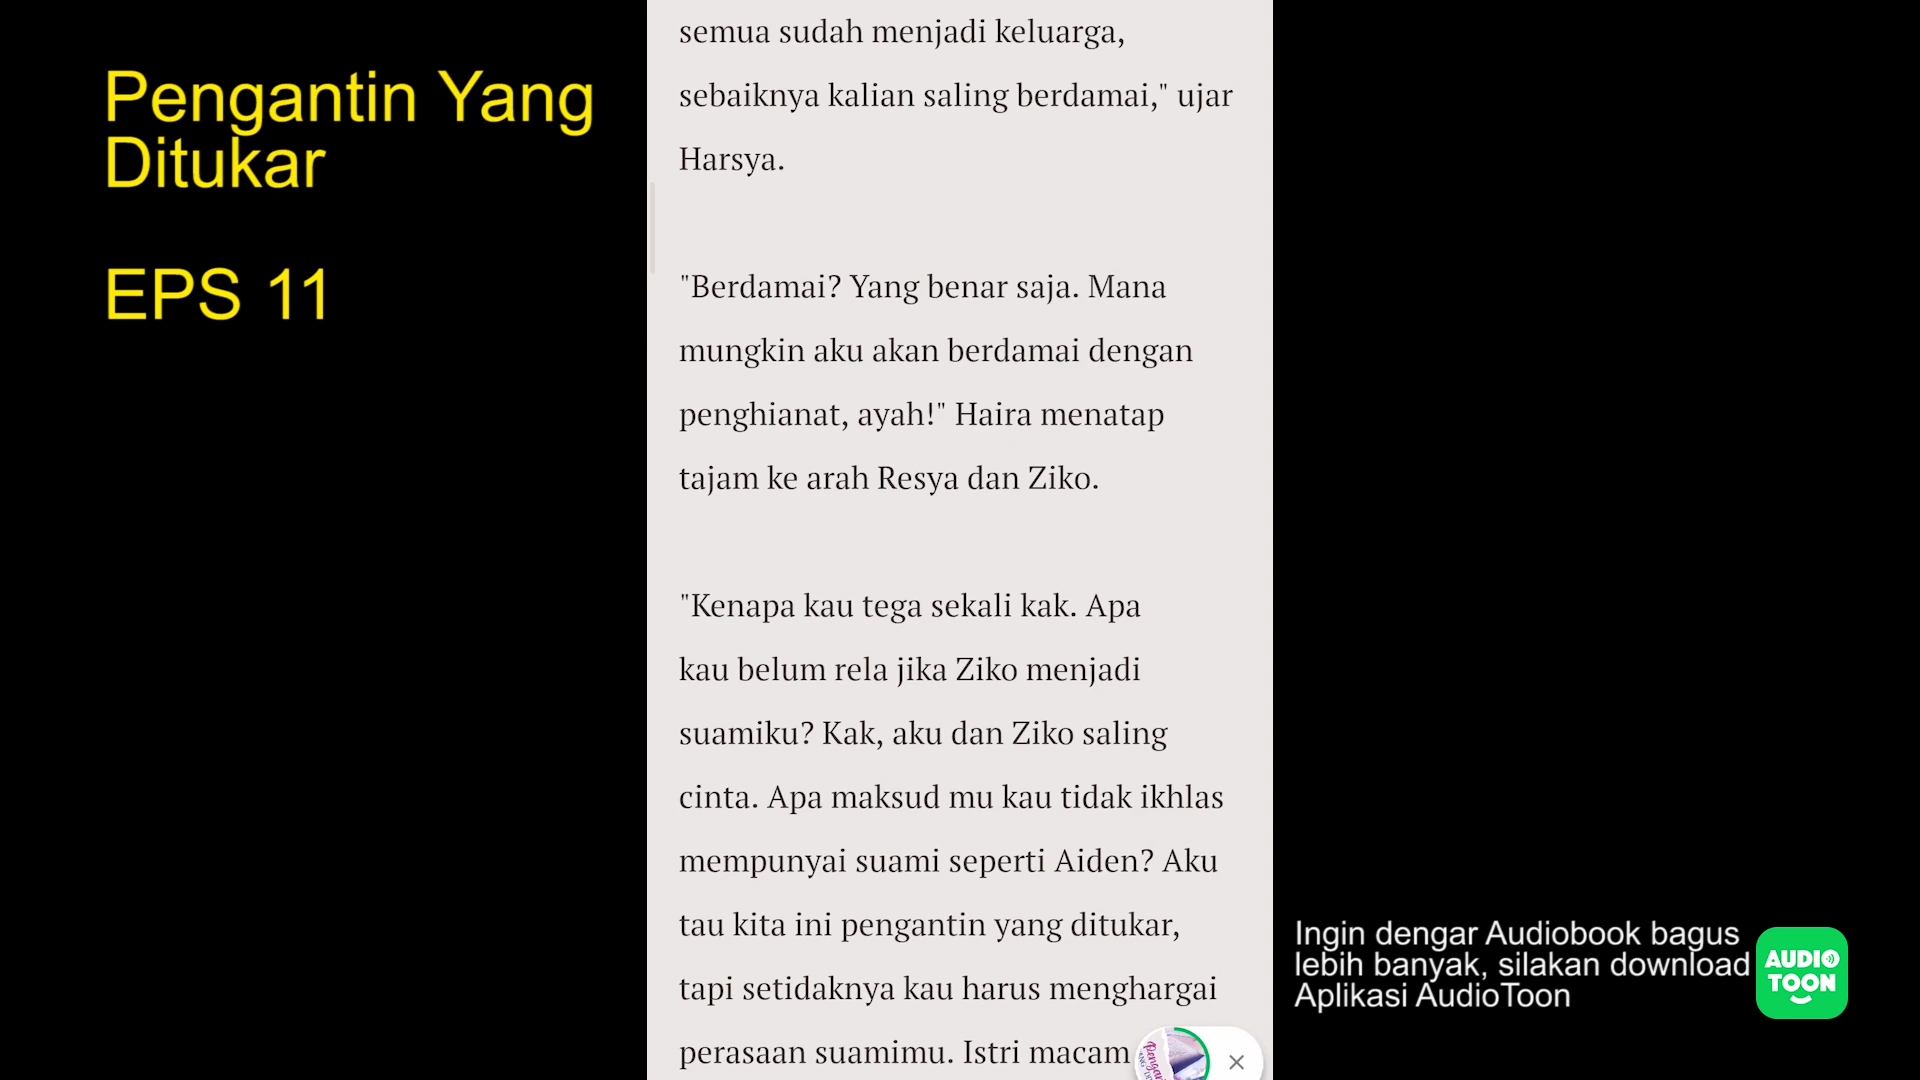 Pengantin Yang
Ditukar
EPS 11
semua sudah menjadi keluarga,
sebaiknya kalian saling berdamai," ujar
Harsya.
"Berdamai? Yang benar saja. Mana
mungkin aku akan berdamai dengan
penghianat, ayah!" Haira menatap
tajam ke arah Resya dan Ziko.
"Kenapa kau tega sekali kak. Apa
kau belum rela jika Ziko menjadi
suamiku? Kak, aku dan Ziko saling
cinta. Apa maksud mu kau tidak ikhlas
mempunyai suami seperti Aiden? Aku
tau kita ini pengantin yang ditukar,
tapi setidaknya kau harus menghargai
perasaan suamimu. Istri macam
Ingin dengar Audiobook bagus
lebih banyak, silakan download
Aplikasi AudioToon
AUDIO
TOON